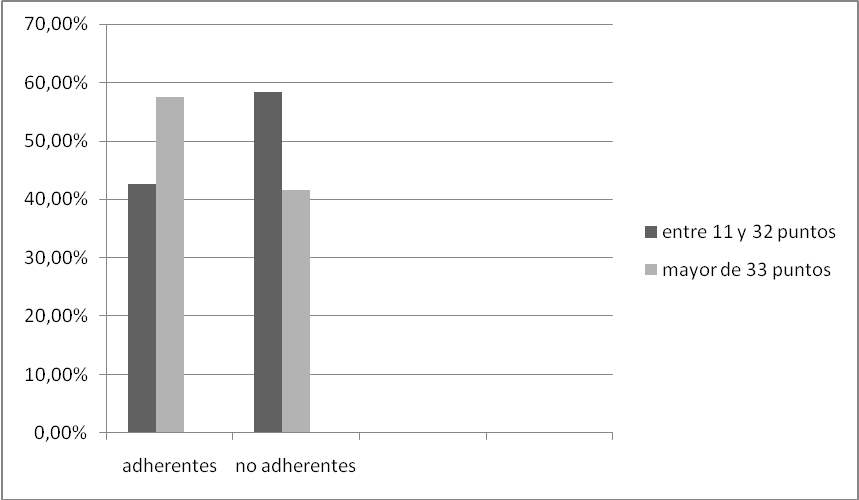 70,00%
60,00%
50,00%
40,00%
30,00%
20,00%
10,00%
0,00%
adherentes no adherentes
entre 11 y 32 puntos
mayor de 33 puntos